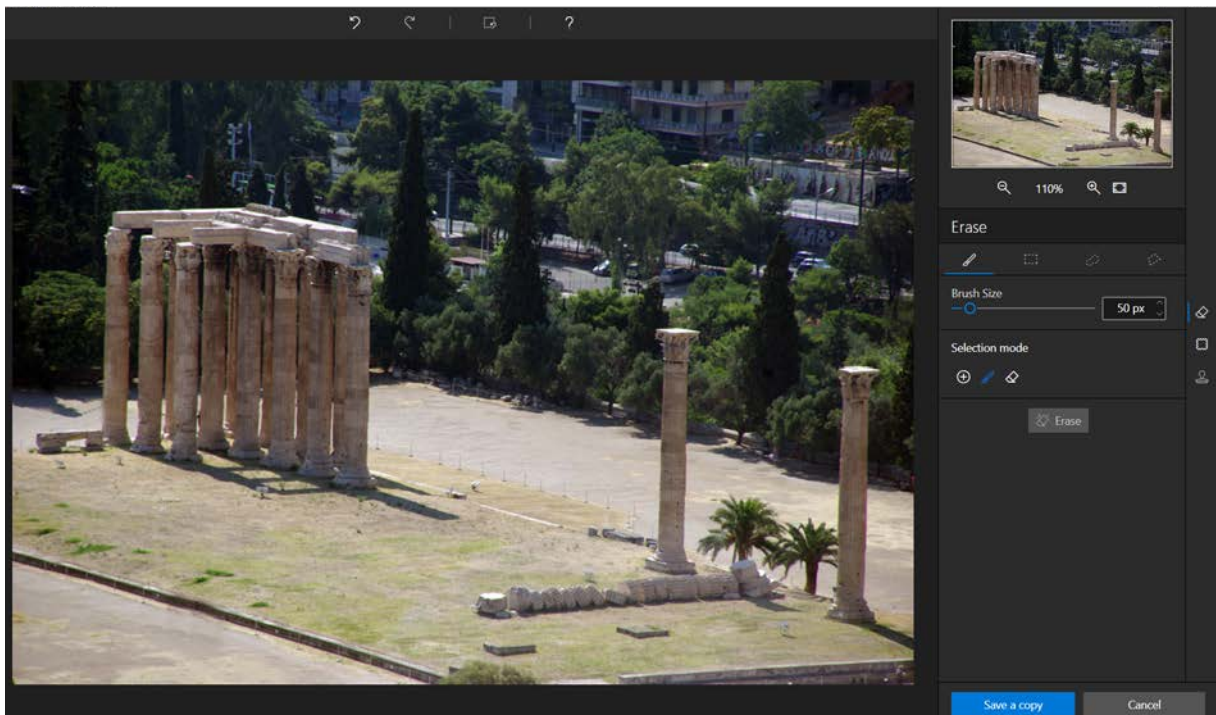 ?
110%
Erase
Brush Size
50 px
Selection mode
Erase
Save a copy
Cancel